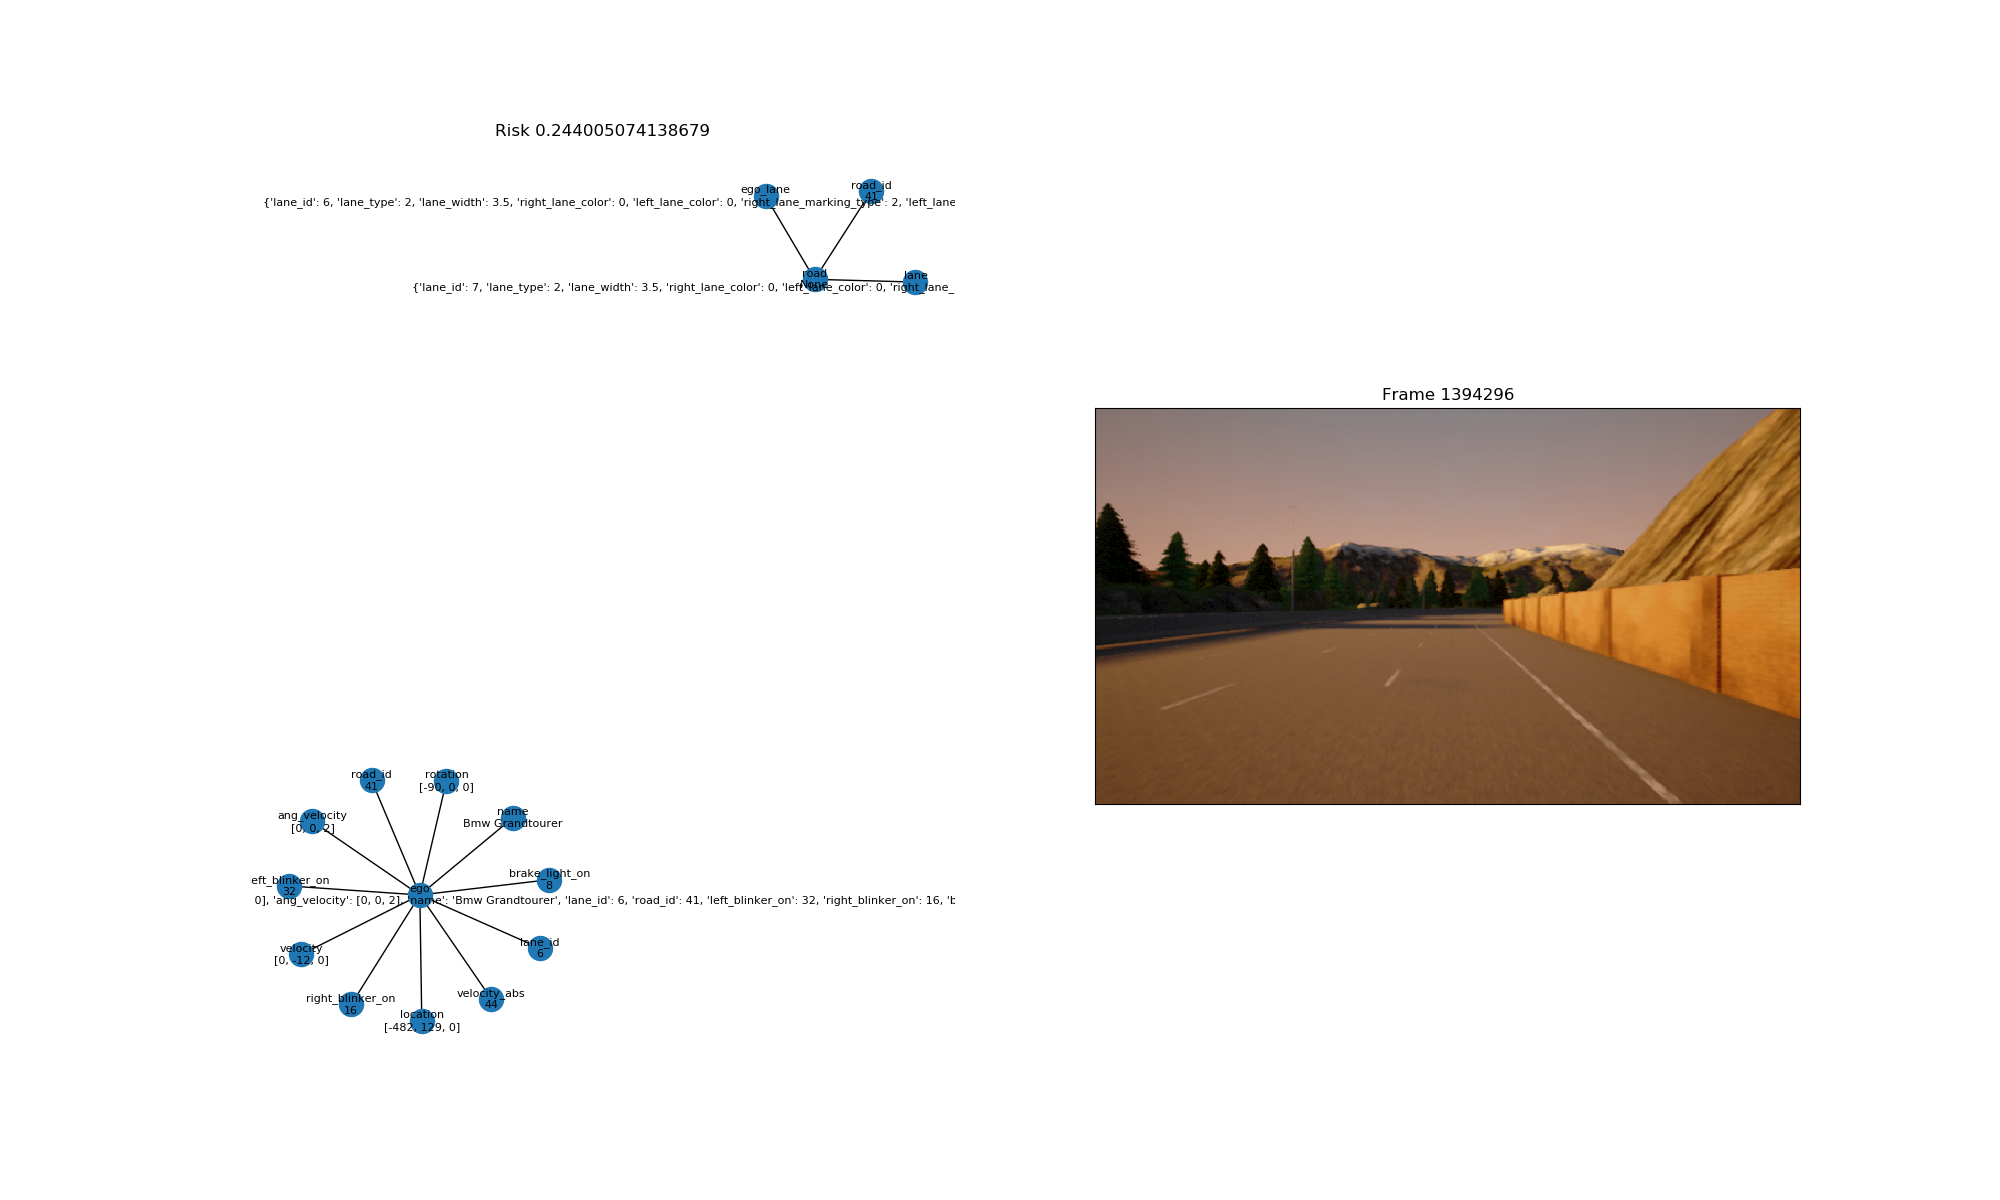 Risk 0.244005074138679
ego_lane
{'lane_id': 6, 'lane_type': 2, 'lane_width': 3.5, 'right_lane_color': 0, 'left_lane_color': 0, 'right_lane_marking_type': 2, 'left_lane
road_id
41
road
None
lane
{'lane_id': 7, 'lane_type': 2, 'lane_width': 3.5, 'right_lane_color': 0, 'left_lane_color': 0, 'right_lane_
Frame 1394296
road_id
41
rotation
[-90, 0, 0]
ang_velocity
[0, 0, 2]
name
Bmw Grandtourer
eft_blinker_on
32
brake_light_on
8
ego
0], 'ang_velocity': [0, 0, 2], 'name': 'Bmw Grandtourer', 'lane_id': 6, 'road_id': 41, 'left_blinker_on': 32, 'right_blinker_on': 16, 'b
velocity
[0, -12, 0]
lane_id
6
right_blinker_on
16
velocity_abs
44
location
[-482, 129, 0]